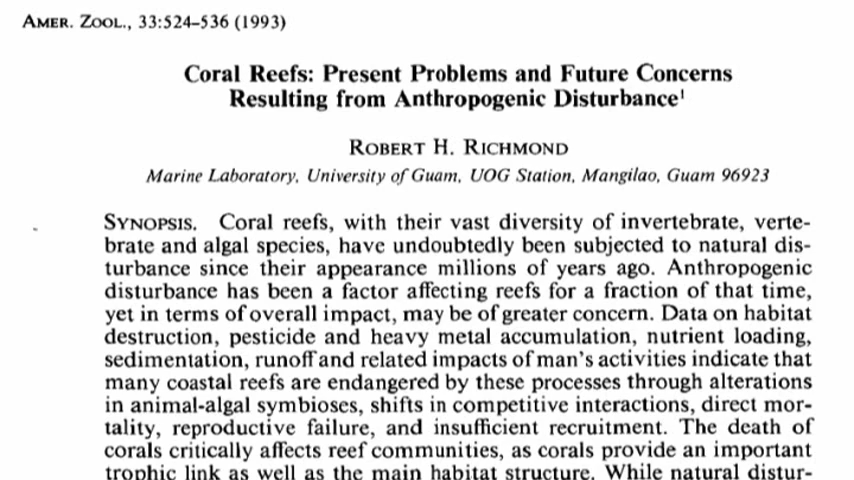 AMER. ZOOL., 33:524–536 (1993)
Coral Reefs: Present Problems and Future Concerns
Resulting from Anthropogenic Disturbance¹
ROBERT H. RICHMOND
Marine Laboratory, University of Guam, UOG Station, Mangilao, Guam 96923
SYNOPSIS. Coral reefs, with their vast diversity of invertebrate, verte-
brate and algal species, have undoubtedly been subjected to natural dis-
turbance since their appearance millions of years ago. Anthropogenic
disturbance has been a factor affecting reefs for a fraction of that time,
yet in terms of overall impact, may be of greater concern. Data on habitat
destruction, pesticide and heavy metal accumulation, nutrient loading,
sedimentation, runoff and related impacts of man's activities indicate that
many coastal reefs are endangered by these processes through alterations
in animal-algal symbioses, shifts in competitive interactions, direct mor-
tality, reproductive failure, and insufficient recruitment. The death of
corals critically affects reef communities, as corals provide an important
trophic link as well as the main habitat structure. While natural distur-